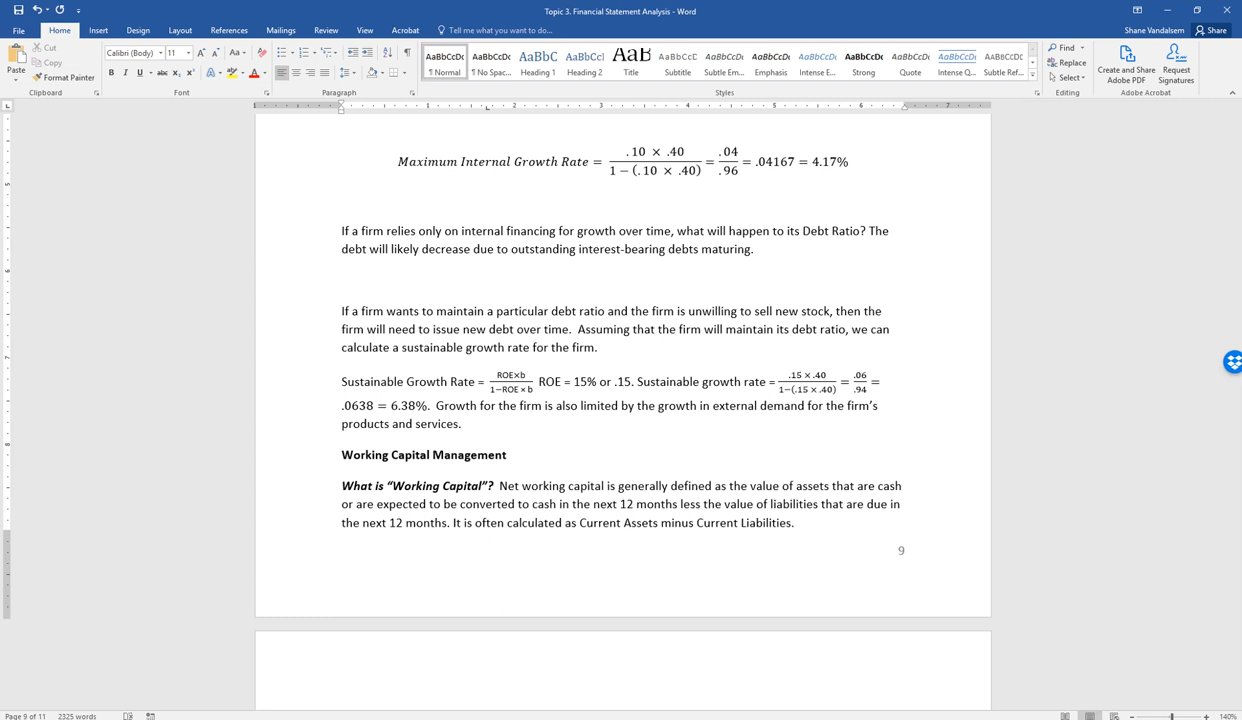 Topic 3. Financial Statement Analysis - Word
File Home Insert Design Layout References Mailings Review View Acrobat Tell me what you want to do... Shane Vandalsem Share
Paste Cut Copy Format Painter Clipboard
Calibri (Body) 11 Font
Paragraph
AaBbCcDc AaBbCcDc AaBbC AaBbCcl AaB AaBbCcD AaBbCcDc AaBbCcDc AaBbCcDc AaBbCcDc AaBbCcDc AaBbCcDc AaBbCcDc
¶ Normal ¶ No Spac... Heading 1 Heading 2 Title Subtitle Subtle Em... Emphasis Intense E... Strong Quote Intense Q... Subtle Ref...
Styles
Find Replace Select Editing
Create and Share Adobe PDF Request Signatures Adobe Acrobat
1 1 2 3 4 5 6 7
Maximum Internal Growth Rate = .10 × .40 / 1 − (.10 × .40) = .04 / .96 = .04167 = 4.17%
If a firm relies only on internal financing for growth over time, what will happen to its Debt Ratio? The
debt will likely decrease due to outstanding interest-bearing debts maturing.
If a firm wants to maintain a particular debt ratio and the firm is unwilling to sell new stock, then the
firm will need to issue new debt over time. Assuming that the firm will maintain its debt ratio, we can
calculate a sustainable growth rate for the firm.
Sustainable Growth Rate = ROE×b / 1−ROE×b ROE = 15% or .15. Sustainable growth rate = .15 × .40 / 1−(.15 × .40) = .06 / .94 =
.0638 = 6.38%. Growth for the firm is also limited by the growth in external demand for the firm’s
products and services.
Working Capital Management
What is “Working Capital”? Net working capital is generally defined as the value of assets that are cash
or are expected to be converted to cash in the next 12 months less the value of liabilities that are due in
the next 12 months. It is often calculated as Current Assets minus Current Liabilities.
9
Page 9 of 11 2325 words 140%